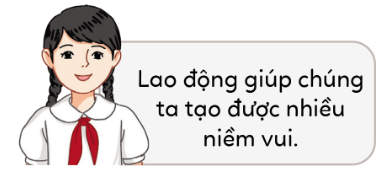 Lao động giúp chúng
ta tạo được nhiều
niềm vui.